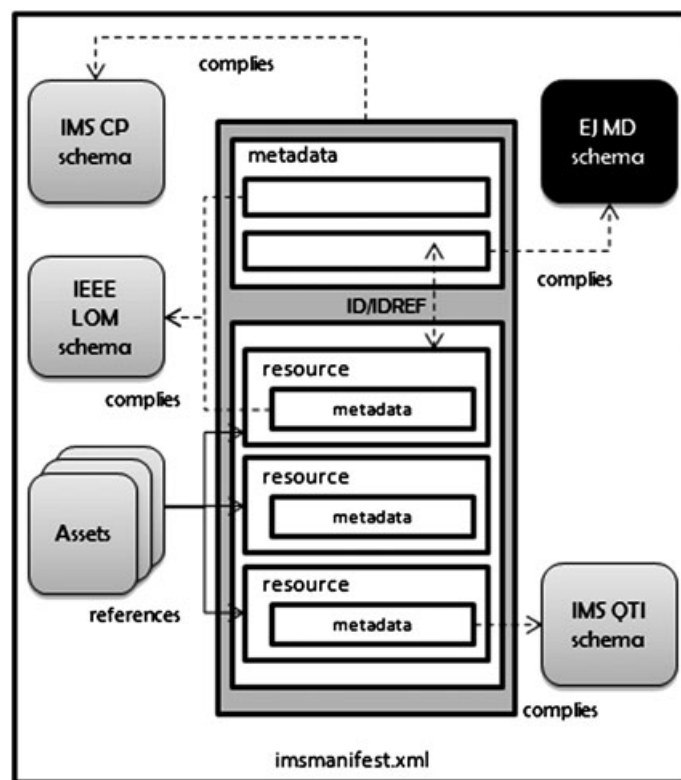 complies
IMS CP
schema
EJ MD
schema
metadata
complies
IEEE
LOM
schema
ID/IDREF
complies
resource
metadata
resource
metadata
Assets
references
resource
metadata
IMS QTI
schema
complies
imsmanifest.xml